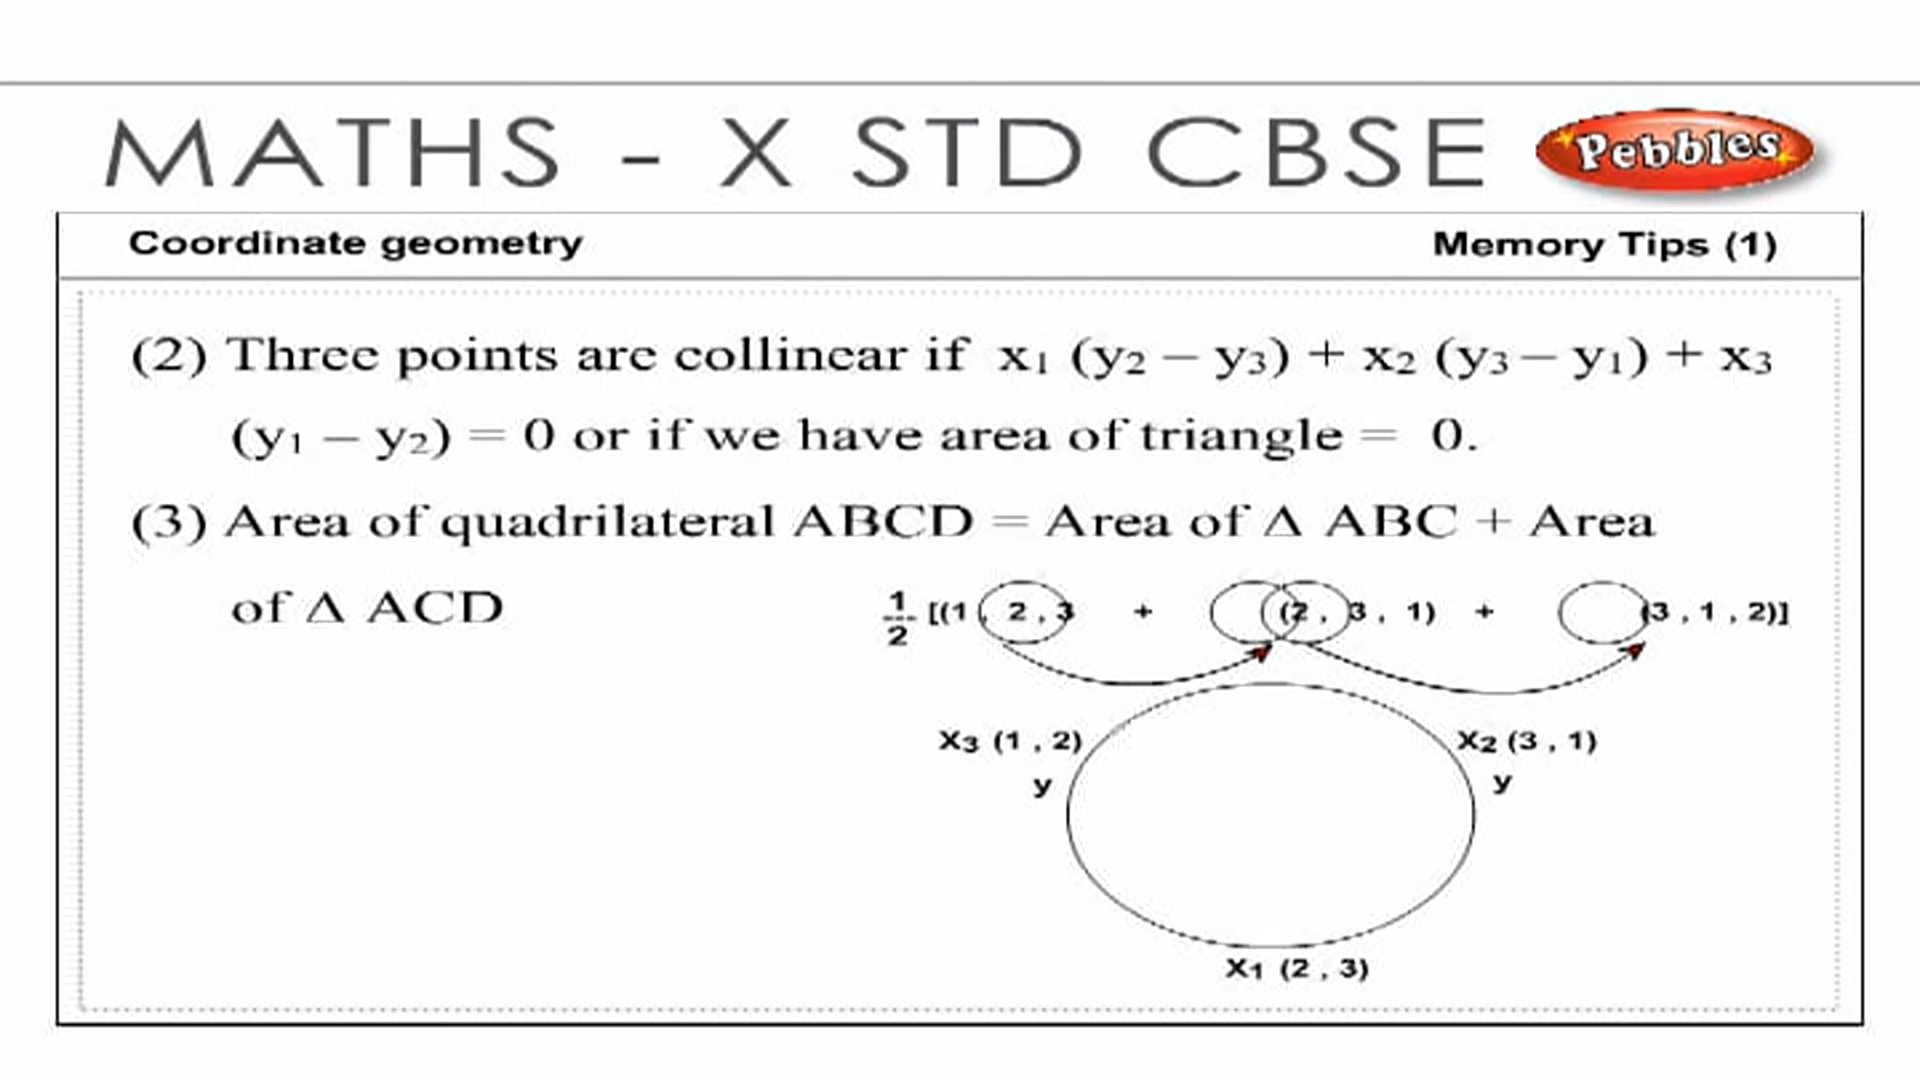 MATHS - X STD CBSE Pebbles
Coordinate geometry Memory Tips (1)
(2) Three points are collinear if x₁ (y₂ – y₃) + x₂ (y₃ – y₁) + x₃
(y₁ – y₂) = 0 or if we have area of triangle = 0.
(3) Area of quadrilateral ABCD = Area of Δ ABC + Area
of Δ ACD
1/2 [(1 , 2 , 3 + (2 , 3 , 1) + (3 , 1 , 2)]
X₃ (1 , 2) X₂ (3 , 1)
y y
X₁ (2 , 3)